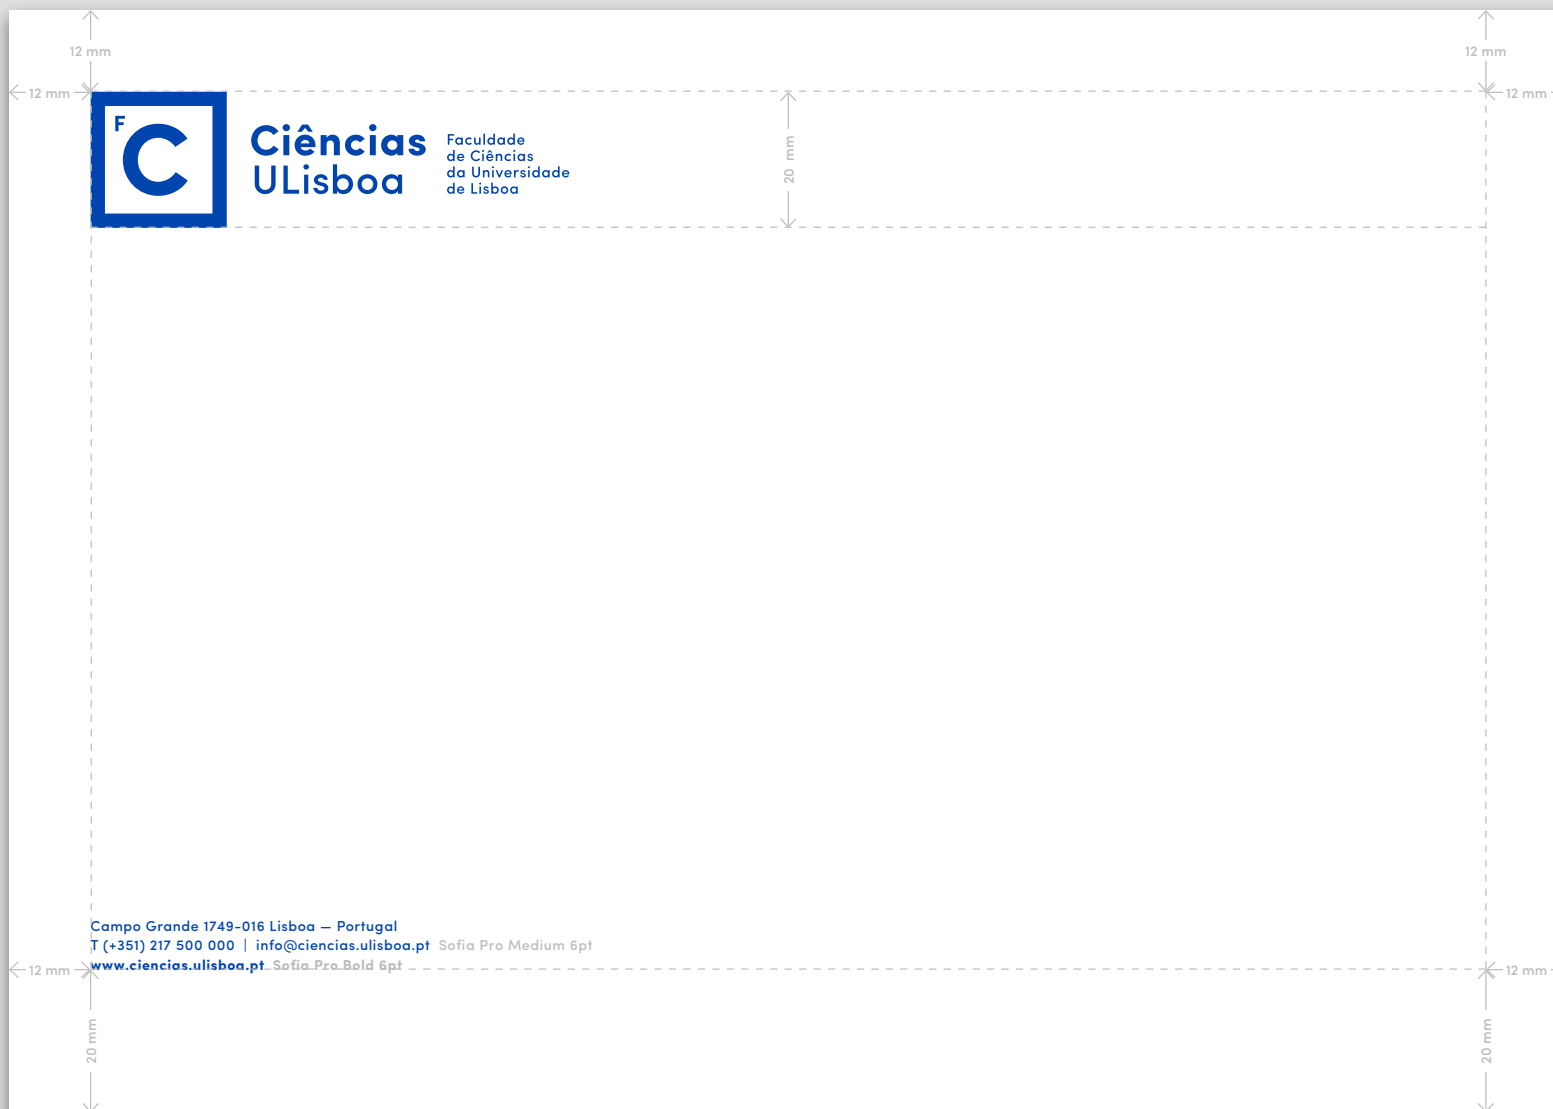 12 mm
12 mm
12 mm
12 mm
F
C
Ciências
ULisboa
Faculdade
de Ciências
da Universidade
de Lisboa
20 mm
Campo Grande 1749-016 Lisboa — Portugal
T (+351) 217 500 000 | info@ciencias.ulisboa.pt Sofia Pro Medium 6pt
www.ciencias.ulisboa.pt Sofia Pro Bold 6pt
12 mm
12 mm
20 mm
20 mm